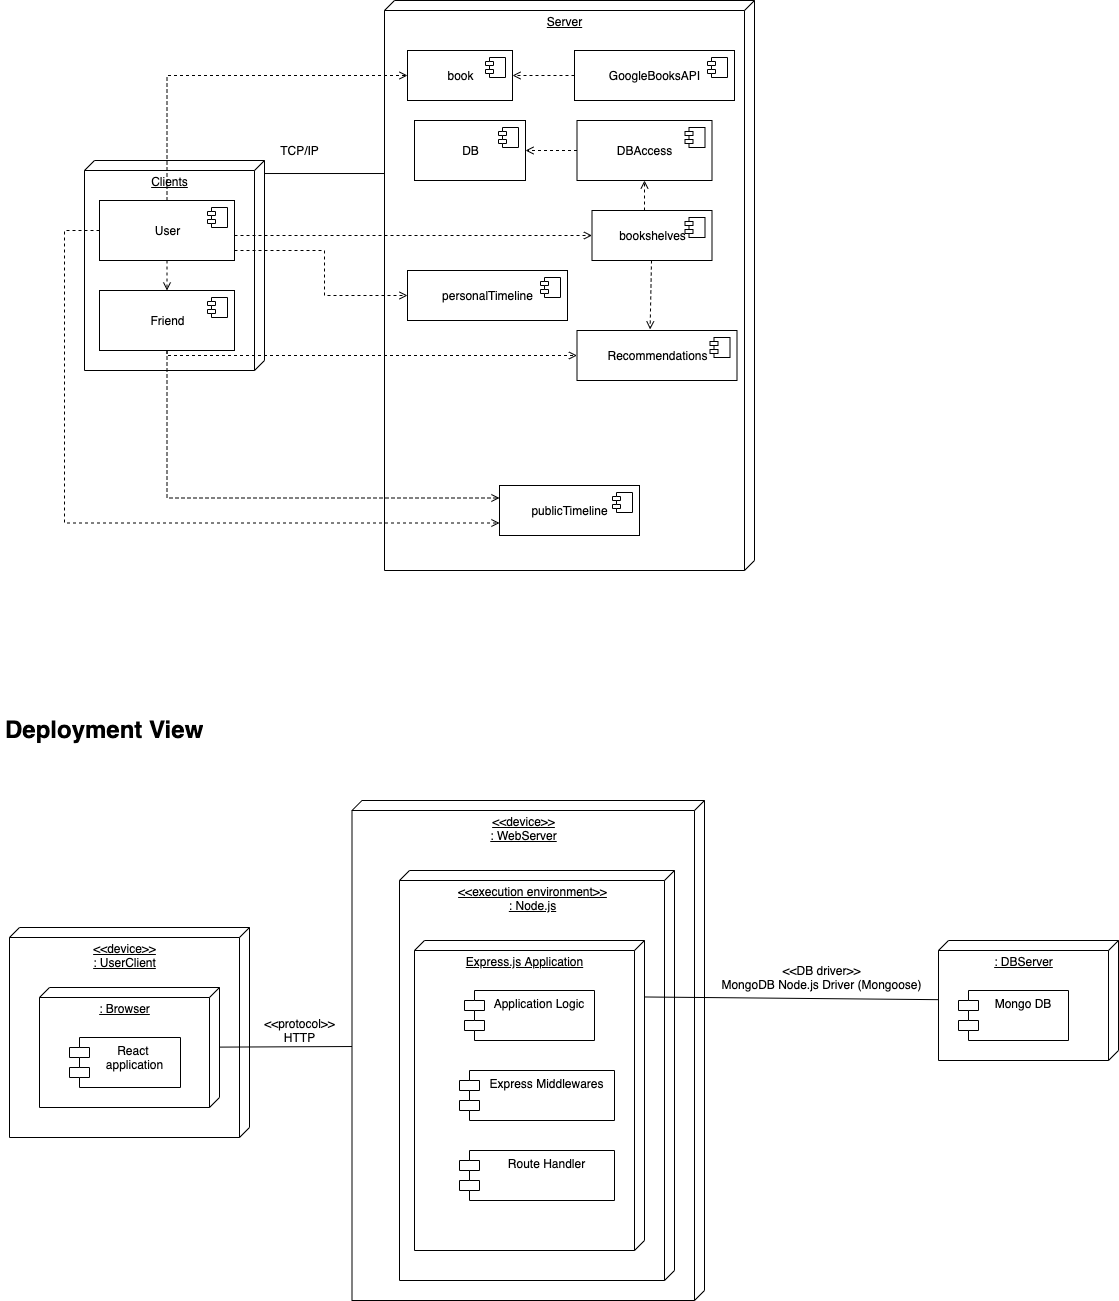 Server
book
GoogleBooksAPI
TCP/IP
DB
DBAccess
Clients
User
bookshelves
personalTimeline
Friend
Recommendations
publicTimeline
Deployment View
<<device>>
: WebServer
<<execution environment>>
: Node.js
<<device>>
: UserClient
Express.js Application
<<DB driver>>
MongoDB Node.js Driver (Mongoose)
: DBServer
: Browser
Application Logic
Mongo DB
<<protocol>>
HTTP
React
application
Express Middlewares
Route Handler